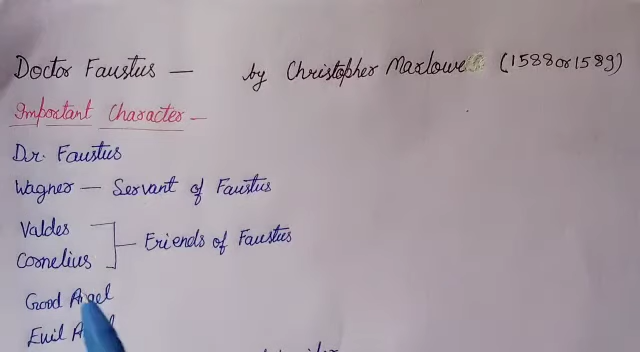 Doctor Faustus — by Christopher Marlowe (1588 or 1589)
Important Character —
Dr. Faustus
Wagner — Servant of Faustus
Valdes
Cornelius
Friends of Faustus
Good Angel
Evil